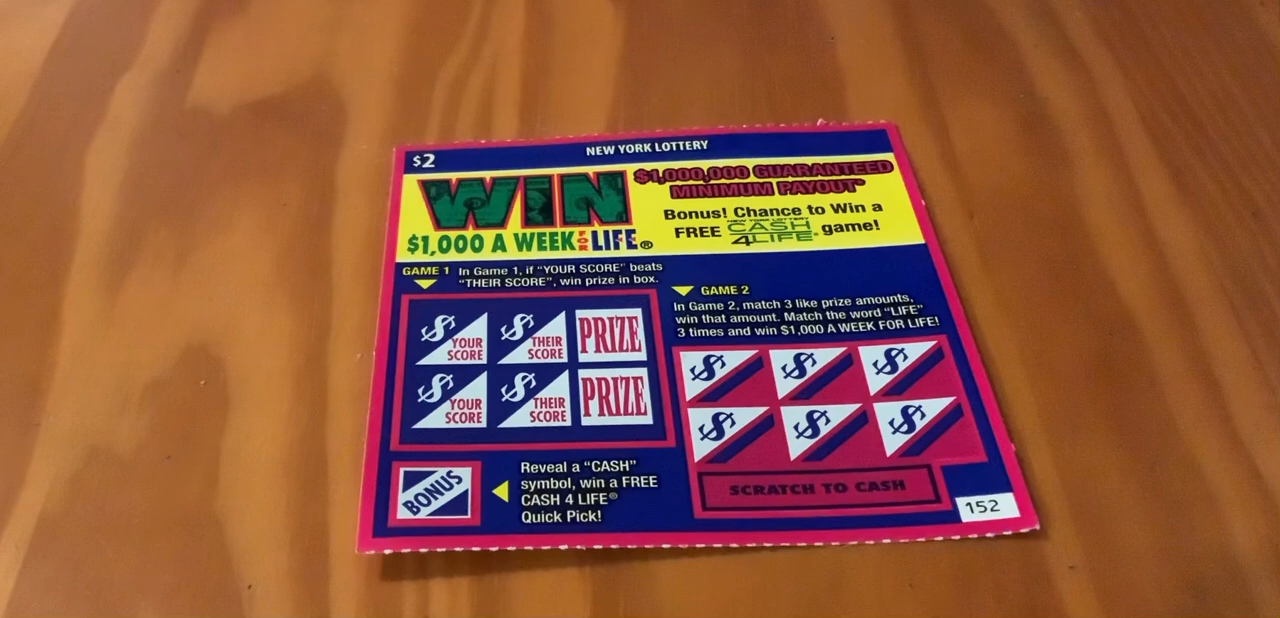 NEW YORK LOTTERY
$2
WIN
$1,000 A WEEK FOR LIFE®
$1,000,000 GUARANTEED
MINIMUM PAYOUT*
Bonus! Chance to Win a
FREE NEW YORK LOTTERY CASH 4LIFE® game!
GAME 1 In Game 1, if "YOUR SCORE" beats
"THEIR SCORE", win prize in box.
$ YOUR SCORE $ THEIR SCORE PRIZE
$ YOUR SCORE $ THEIR SCORE PRIZE
BONUS
Reveal a "CASH"
symbol, win a FREE
CASH 4 LIFE®
Quick Pick!
GAME 2
In Game 2, match 3 like prize amounts,
win that amount. Match the word "LIFE"
3 times and win $1,000 A WEEK FOR LIFE!
$ $ $
$ $ $
SCRATCH TO CASH
152